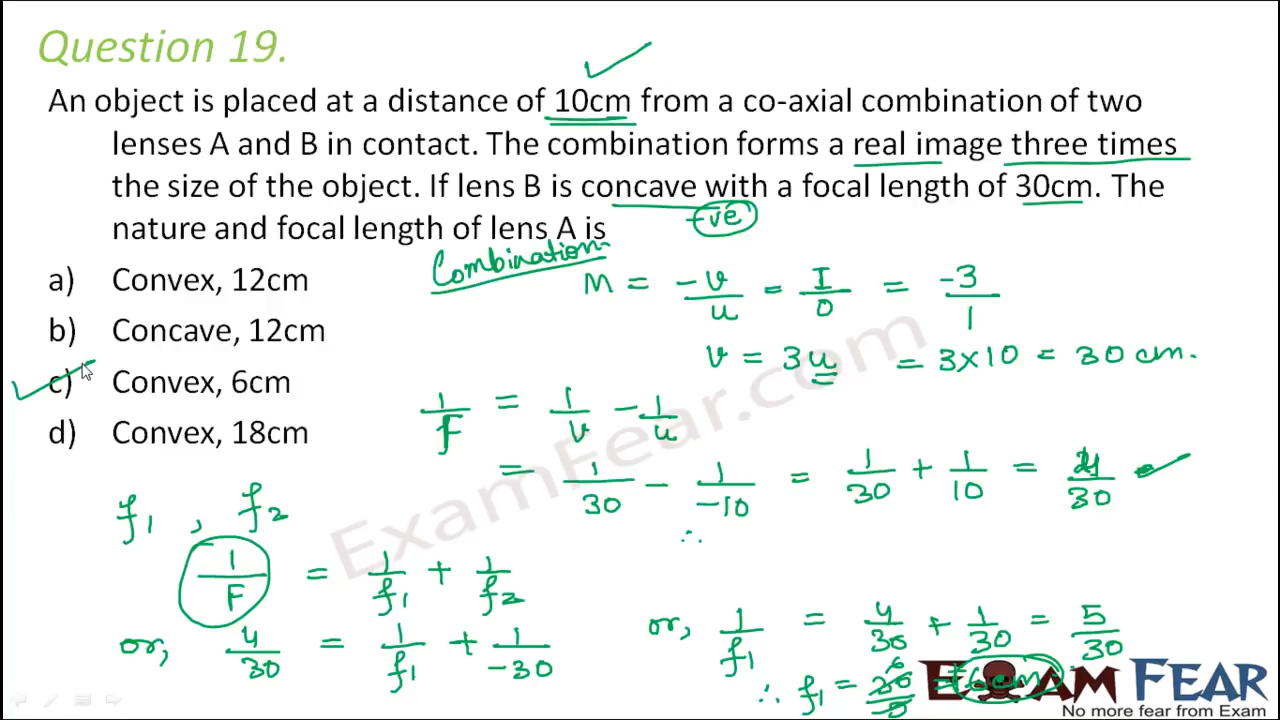 Question 19.
An object is placed at a distance of 10cm from a co-axial combination of two
lenses A and B in contact. The combination forms a real image three times
the size of the object. If lens B is concave with a focal length of 30cm. The
-ve
nature and focal length of lens A is
Combination
a) Convex, 12cm
M = -v/u = I/O = -3/1
b) Concave, 12cm
v = 3u = 3×10 = 30 cm.
c) Convex, 6cm
1/F = 1/v - 1/u
d) Convex, 18cm
= 1/30 - 1/-10 = 1/30 + 1/10 = 4/30
f1 , f2
∴
1/F = 1/f1 + 1/f2
or, 4/30 = 1/f1 + 1/-30
or, 1/f1 = 4/30 + 1/30 = 5/30
∴ f1 = 30/5 = 6cm
ExamFear.com
EXAM FEAR
No more fear from Exam